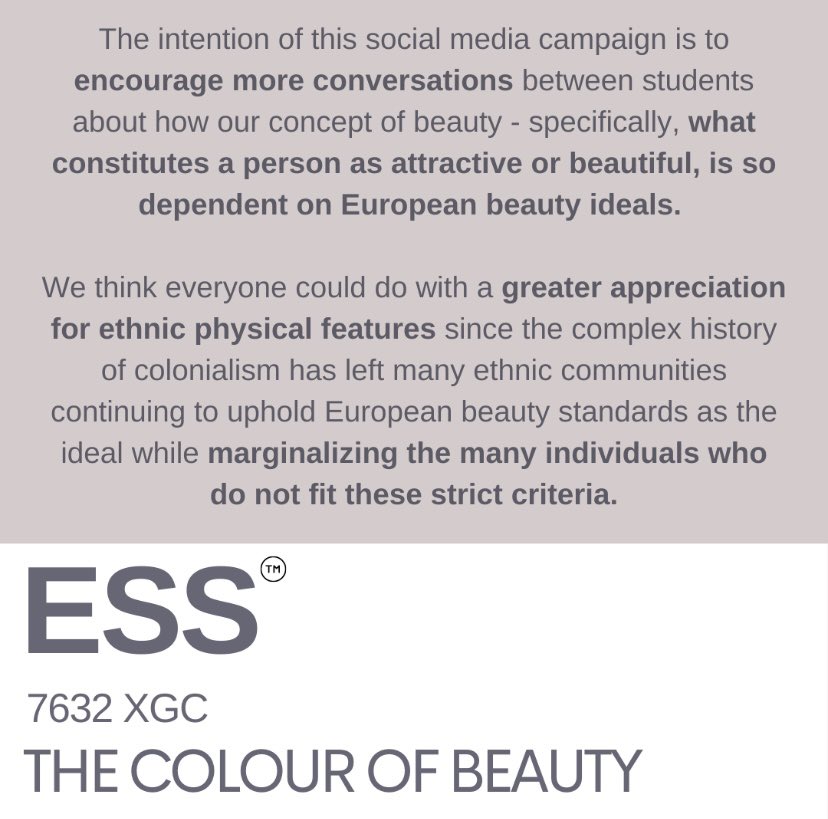 The intention of this social media campaign is to
encourage more conversations between students
about how our concept of beauty - specifically, what
constitutes a person as attractive or beautiful, is so
dependent on European beauty ideals.
We think everyone could do with a greater appreciation
for ethnic physical features since the complex history
of colonialism has left many ethnic communities
continuing to uphold European beauty standards as the
ideal while marginalizing the many individuals who
do not fit these strict criteria.
ESS TM
7632 XGC
THE COLOUR OF BEAUTY